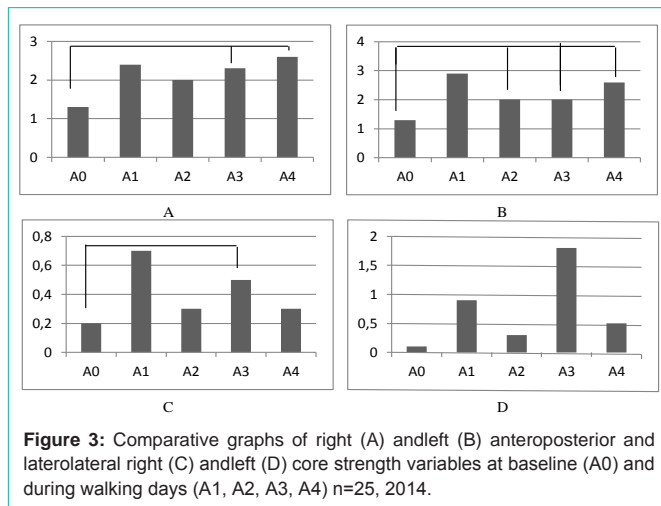 3
2
1
0
A0 A1 A2 A3 A4
A
4
3
2
1
0
A0 A1 A2 A3 A4
B
0,8
0,6
0,4
0,2
0
A0 A1 A2 A3 A4
C
2
1,5
1
0,5
0
A0 A1 A2 A3 A4
D
Figure 3: Comparative graphs of right (A) andleft (B) anteroposterior and
laterolateral right (C) andleft (D) core strength variables at baseline (A0) and
during walking days (A1, A2, A3, A4) n=25, 2014.